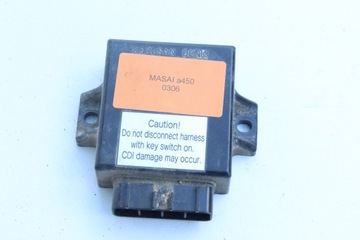 MASAI a450
0306
Caution!
Do not disconnect harness
with key switch on.
CDI damage may occur.